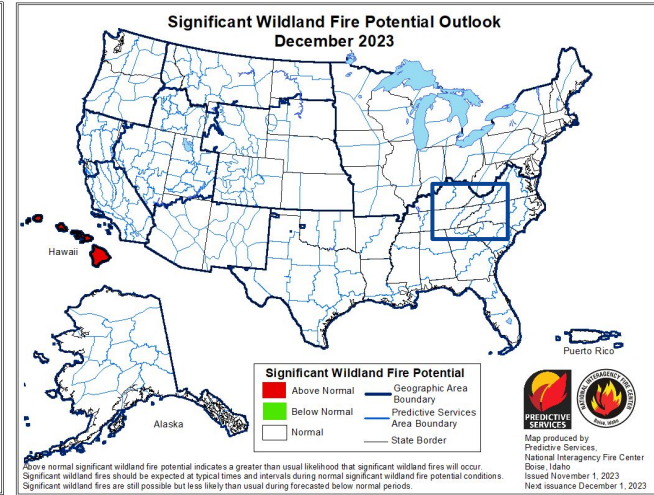 Significant Wildland Fire Potential Outlook
December 2023
Hawaii
Alaska
Puerto Rico
Significant Wildland Fire Potential
Above Normal
Below Normal
Normal
Geographic Area
Boundary
Predictive Services
Area Boundary
State Border
PREDICTIVE
SERVICES
NATIONAL INTERAGENCY FIRE CENTER
Boise, Idaho
Map produced by
Predictive Services,
National Interagency Fire Center
Boise, Idaho
Issued November 1, 2023
Next issuance December 1, 2023
Above normal significant wildland fire potential indicates a greater than usual likelihood that significant wildland fires will occur.
Significant wildland fires should be expected at typical times and intervals during normal significant wildland fire potential conditions.
Significant wildland fires are still possible but less likely than usual during forecasted below normal periods.